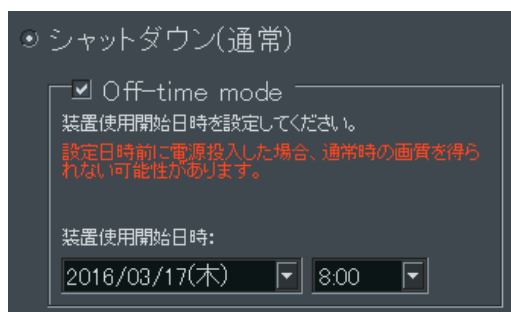 シャットダウン(通常)
Off-time mode
装置使用開始日時を設定してください。
設定日時前に電源投入した場合、通常時の画質を得ら
れない可能性があります。
装置使用開始日時:
2016/03/17(木) 8:00